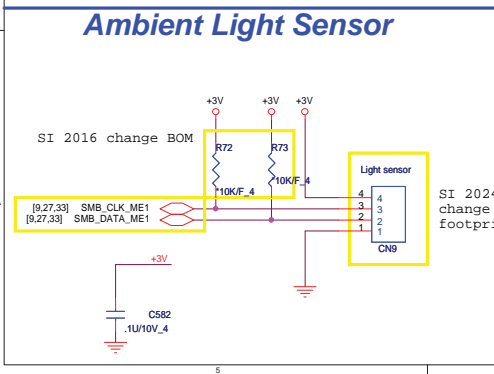 Ambient Light Sensor
+3V +3V +3V
SI 2016 change BOM
R72 R73
Light sensor
*10K/F_4 *10K/F_4
[9,27,33] SMB_CLK_ME1
[9,27,33] SMB_DATA_ME1
4 4
3 3
2 2
1 1
CN9
SI 2024
change
footpri
+3V
C582
.1U/10V_4
5